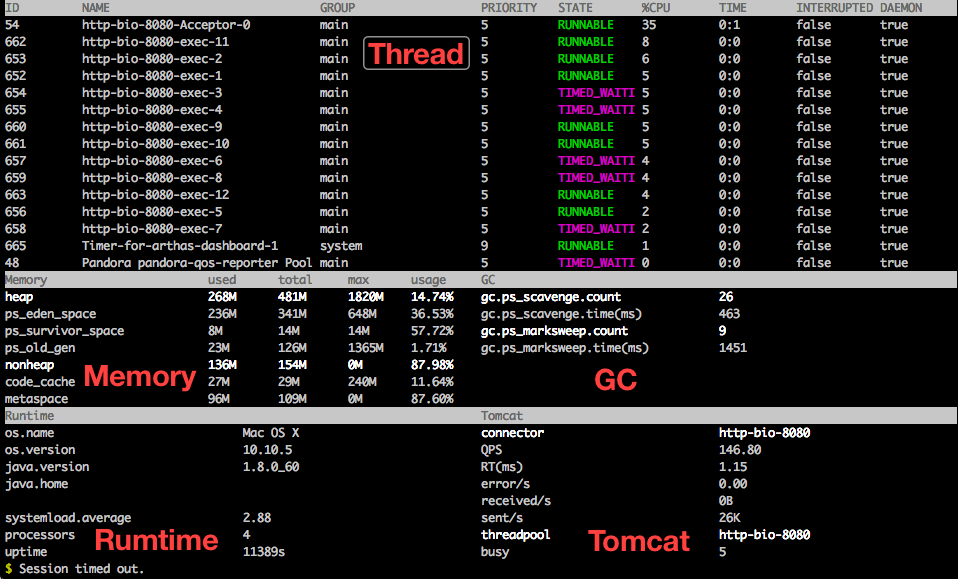 ID NAME GROUP PRIORITY STATE %CPU TIME INTERRUPTED DAEMON
54 http-bio-8080-Acceptor-0 main 5 RUNNABLE 35 0:1 false true
662 http-bio-8080-exec-11 main 5 RUNNABLE 8 0:0 false true
Thread
653 http-bio-8080-exec-2 main 5 RUNNABLE 6 0:0 false true
652 http-bio-8080-exec-1 main 5 RUNNABLE 5 0:0 false true
654 http-bio-8080-exec-3 main 5 TIMED_WAITI 5 0:0 false true
655 http-bio-8080-exec-4 main 5 TIMED_WAITI 5 0:0 false true
660 http-bio-8080-exec-9 main 5 RUNNABLE 5 0:0 false true
661 http-bio-8080-exec-10 main 5 RUNNABLE 5 0:0 false true
657 http-bio-8080-exec-6 main 5 TIMED_WAITI 4 0:0 false true
659 http-bio-8080-exec-8 main 5 TIMED_WAITI 4 0:0 false true
663 http-bio-8080-exec-12 main 5 RUNNABLE 4 0:0 false true
656 http-bio-8080-exec-5 main 5 RUNNABLE 2 0:0 false true
658 http-bio-8080-exec-7 main 5 TIMED_WAITI 2 0:0 false true
665 Timer-for-arthas-dashboard-1 system 9 RUNNABLE 1 0:0 false true
48 Pandora pandora-qos-reporter Pool main 5 TIMED_WAITI 0 0:0 false true
Memory used total max usage GC
heap 268M 481M 1820M 14.74% gc.ps_scavenge.count 26
ps_eden_space 236M 341M 648M 36.53% gc.ps_scavenge.time(ms) 463
ps_survivor_space 8M 14M 14M 57.72% gc.ps_marksweep.count 9
ps_old_gen 23M 126M 1365M 1.71% gc.ps_marksweep.time(ms) 1451
nonheap 136M 154M 0M 87.98%
Memory GC
code_cache 27M 29M 240M 11.64%
metaspace 96M 109M 0M 87.60%
Runtime Tomcat
os.name Mac OS X connector http-bio-8080
os.version 10.10.5 QPS 146.80
java.version 1.8.0_60 RT(ms) 1.15
java.home error/s 0.00
received/s 0B
systemload.average 2.88 sent/s 26K
processors 4 threadpool http-bio-8080
Rumtime Tomcat
uptime 11389s busy 5
$ Session timed out.